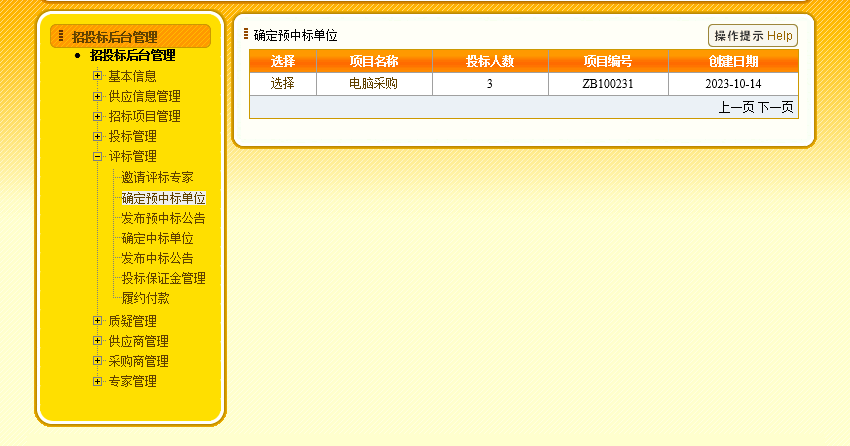 招投标后台管理
招投标后台管理
基本信息
供应信息管理
招标项目管理
投标管理
评标管理
邀请评标专家
确定预中标单位
发布预中标公告
确定中标单位
发布中标公告
投标保证金管理
履约付款
质疑管理
供应商管理
采购商管理
专家管理
确定预中标单位 操作提示 Help
选择 项目名称 投标人数 项目编号 创建日期
选择 电脑采购 3 ZB100231 2023-10-14
上一页 下一页